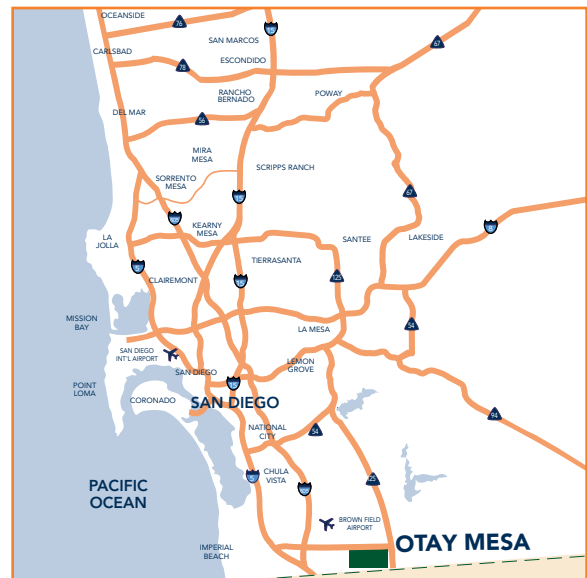 OCEANSIDE
76
15
SAN MARCOS
67
CARLSBAD
ESCONDIDO
78
RANCHO
BERNADO
POWAY
DEL MAR
56
MIRA
MESA
SCRIPPS RANCH
SORRENTO
MESA
67
15
KEARNY
MESA
8
LA
JOLLA
SANTEE
LAKESIDE
TIERRASANTA
5
125
CLAIREMONT
15
MISSION
BAY
LA MESA
54
SAN DIEGO
INT'L AIRPORT
LEMON
GROVE
SAN DIEGO
15
POINT
LOMA
CORONADO
SAN DIEGO
94
NATIONAL
CITY
54
CHULA
VISTA
5
125
PACIFIC
OCEAN
BROWN FIELD
AIRPORT
OTAY MESA
IMPERIAL
BEACH